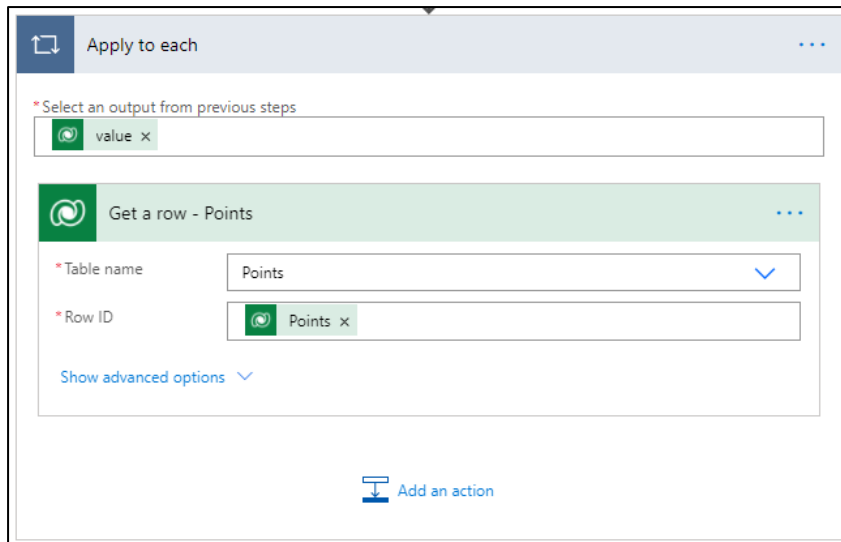 Apply to each
* Select an output from previous steps
value ×
Get a row - Points
* Table name
Points
* Row ID
Points ×
Show advanced options
Add an action